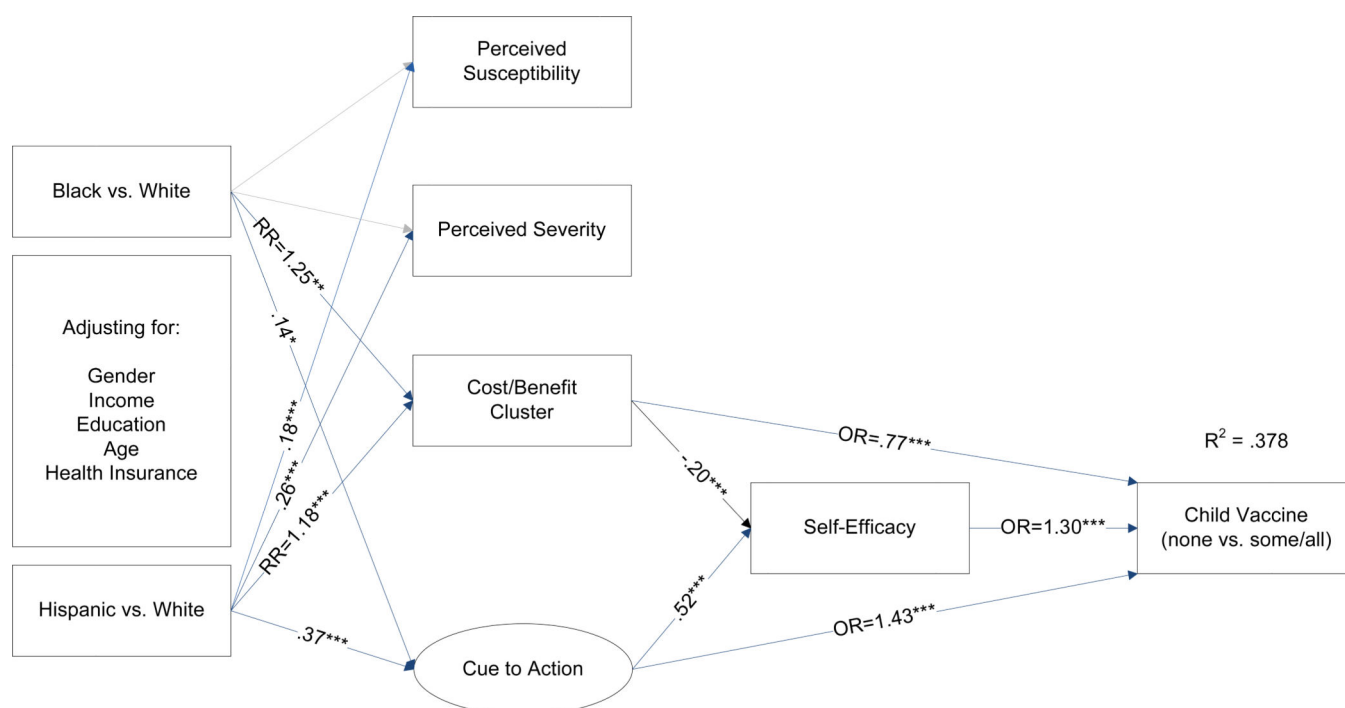 Perceived
Susceptibility
Black vs. White
Perceived Severity
RR=1.25**
.14*
Adjusting for:
Gender
Income
Education
Age
Health Insurance
Cost/Benefit
Cluster
.18***
.26***
RR=1.18***
OR=.77***
R² = .378
-.20***
Self-Efficacy
OR=1.30***
Child Vaccine
(none vs. some/all)
Hispanic vs. White
.37***
.52***
OR=1.43***
Cue to Action